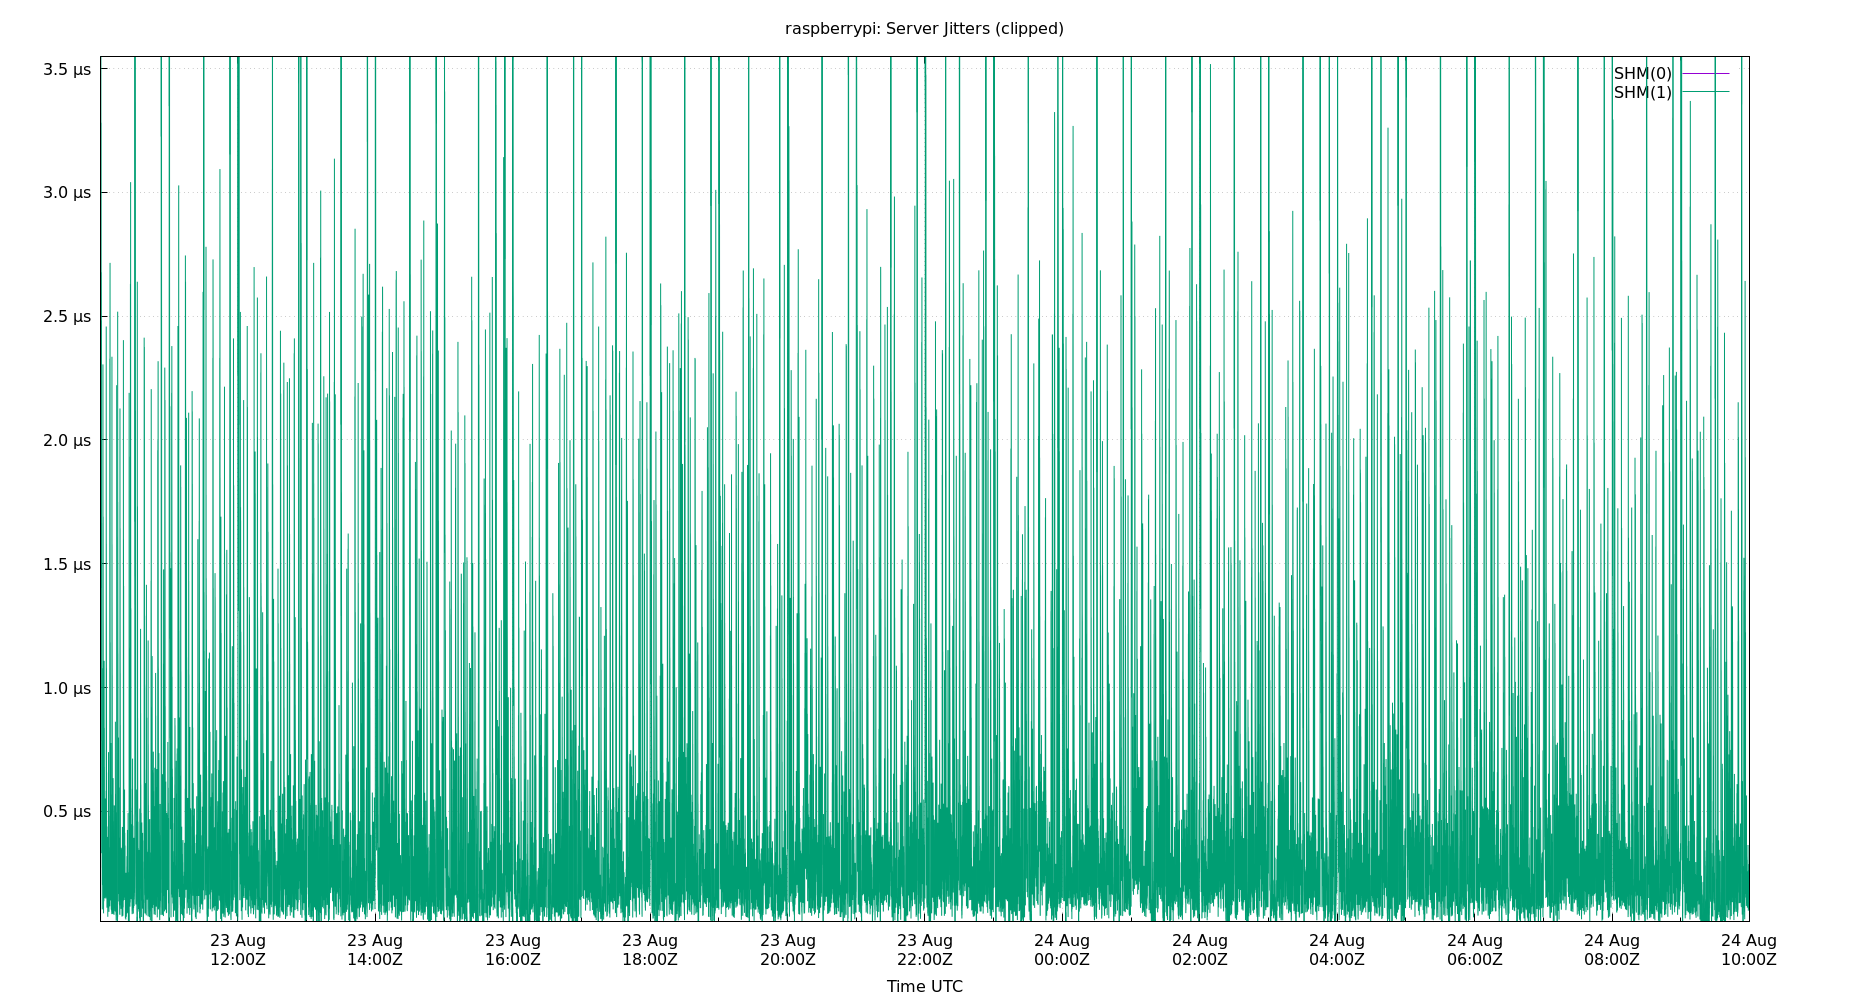 raspberrypi: Server Jitters (clipped)
3.5 µs
3.0 µs
2.5 µs
2.0 µs
1.5 µs
1.0 µs
0.5 µs
SHM(0)
SHM(1)
23 Aug 23 Aug 23 Aug 23 Aug 23 Aug 23 Aug 24 Aug 24 Aug 24 Aug 24 Aug 24 Aug 24 Aug
12:00Z 14:00Z 16:00Z 18:00Z 20:00Z 22:00Z 00:00Z 02:00Z 04:00Z 06:00Z 08:00Z 10:00Z
Time UTC